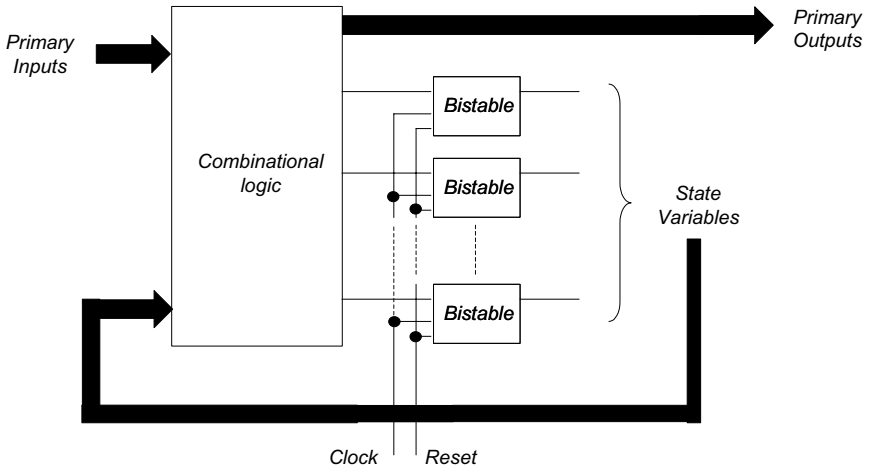 Primary
Inputs
Primary
Outputs
Combinational
logic
Bistable
Bistable
Bistable
State
Variables
Clock
Reset